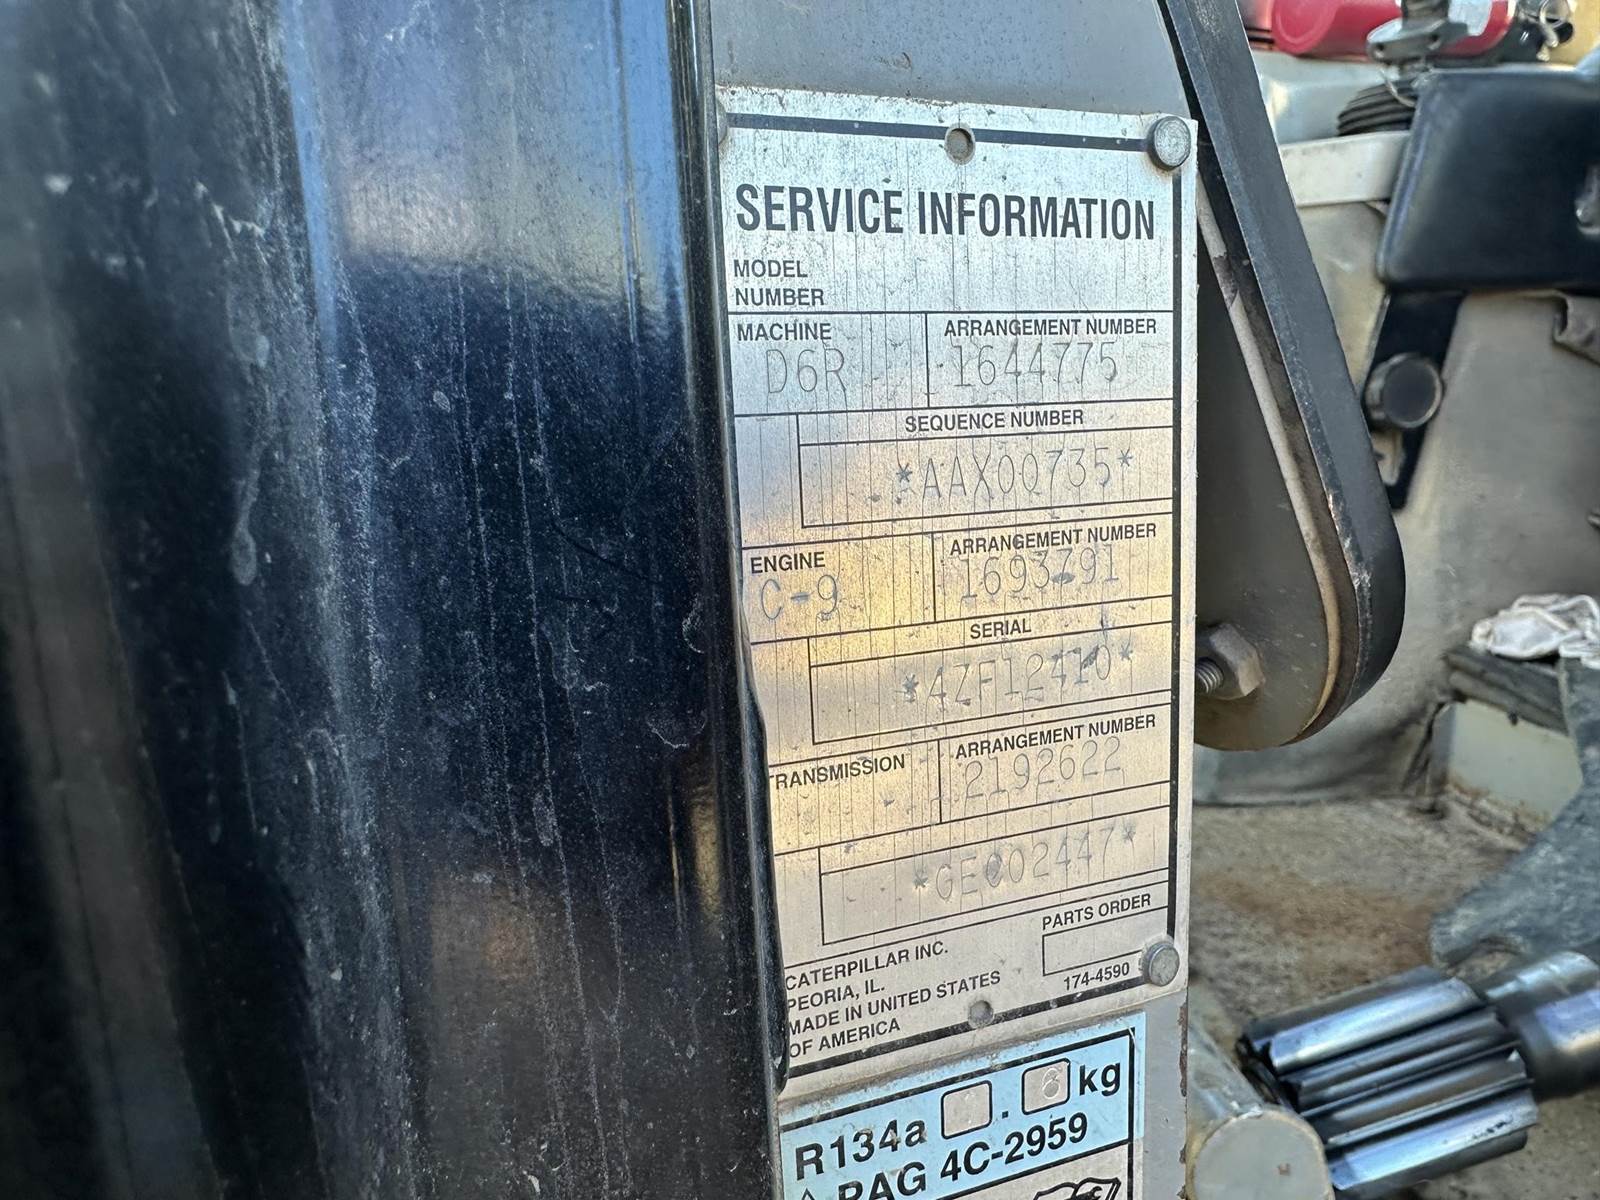 SERVICE INFORMATION
MODEL
NUMBER
MACHINE ARRANGEMENT NUMBER
D6R 1644775
SEQUENCE NUMBER
*AAX00735*
ENGINE ARRANGEMENT NUMBER
C-9 1693791
SERIAL
*4ZF12410*
TRANSMISSION ARRANGEMENT NUMBER
2192622
*GEC02447*
PARTS ORDER
CATERPILLAR INC.
PEORIA, IL.
MADE IN UNITED STATES
OF AMERICA
174-4590
R134a . kg
PAG 4C-2959